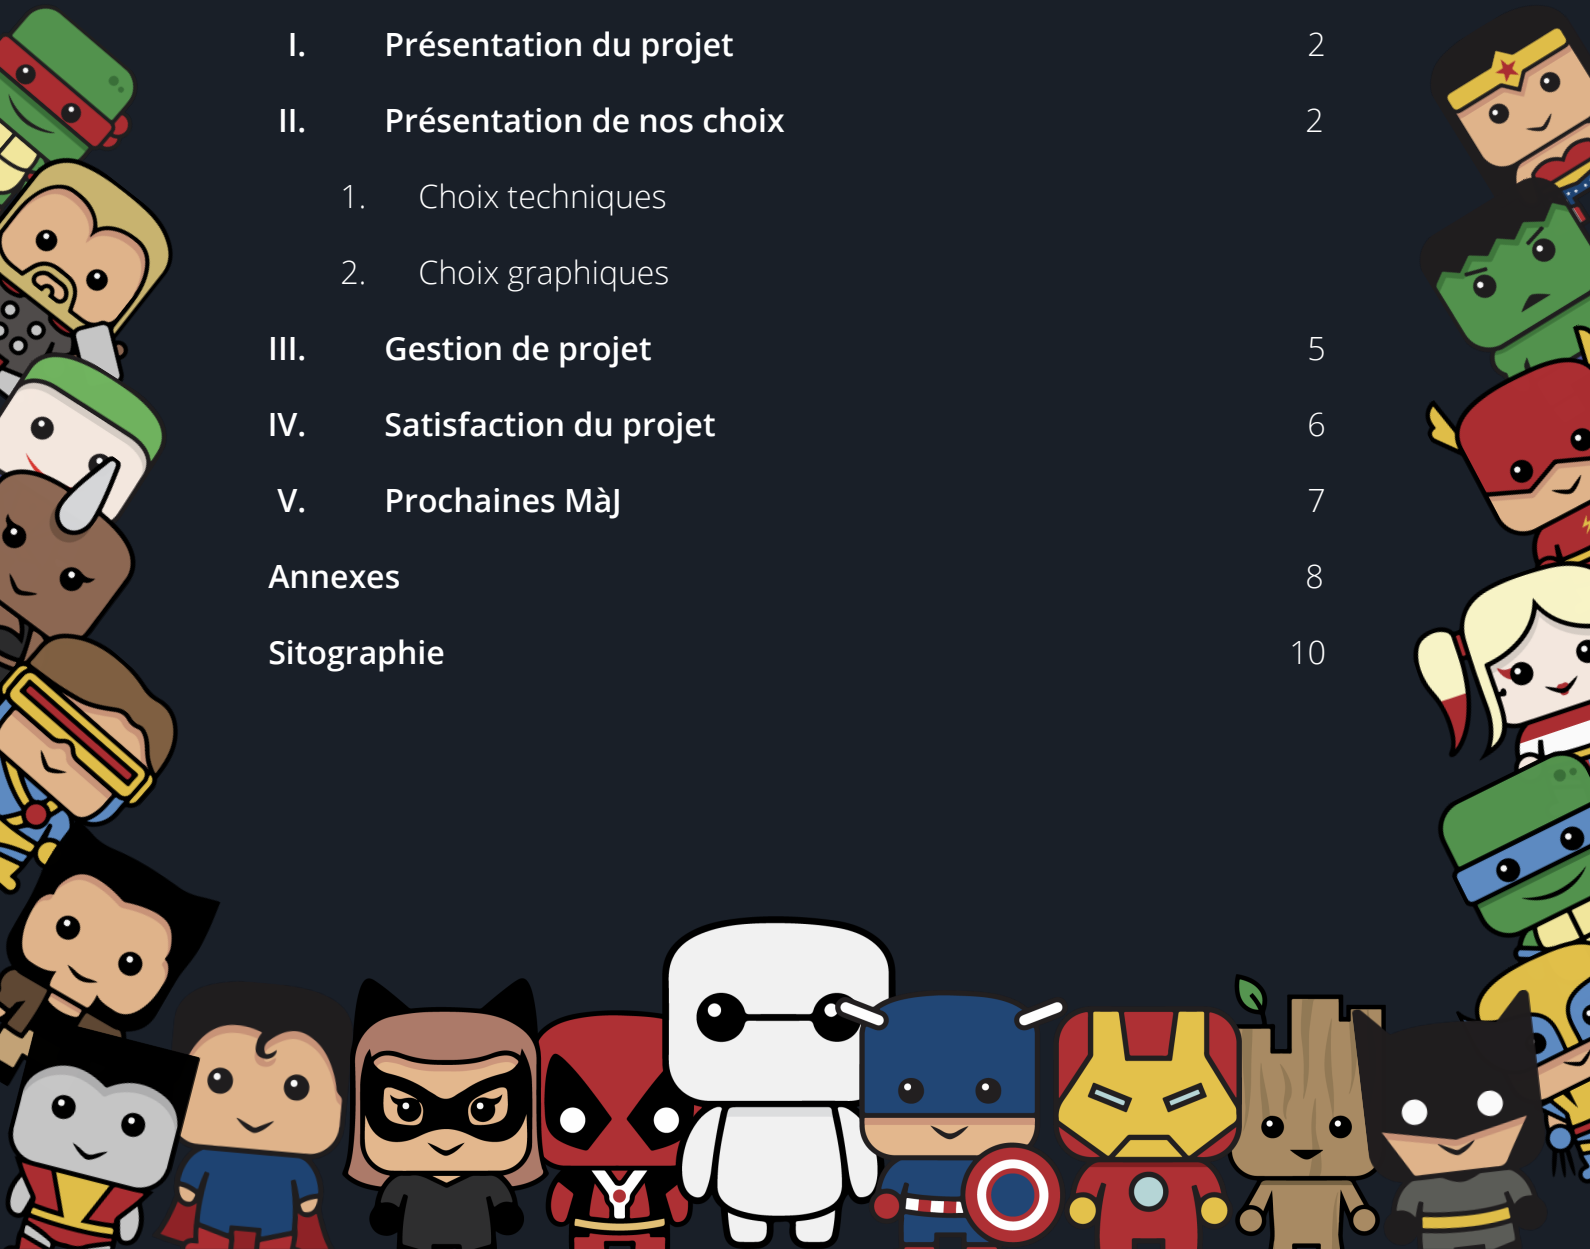 I. Présentation du projet 2
II. Présentation de nos choix 2
1. Choix techniques
2. Choix graphiques
III. Gestion de projet 5
IV. Satisfaction du projet 6
V. Prochaines MàJ 7
Annexes 8
Sitographie 10